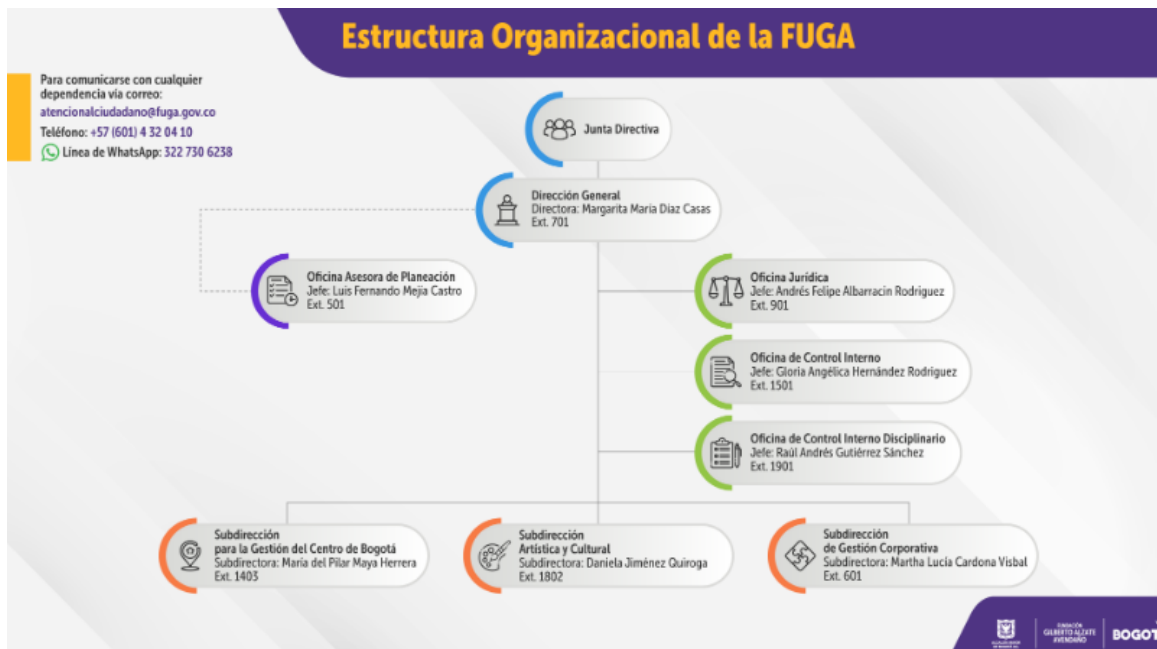 Estructura Organizacional de la FUGA
Para comunicarse con cualquier
dependencia vía correo:
atencionalciudadano@fuga.gov.co
Teléfono: +57 (601) 4 32 04 10
Línea de WhatsApp: 322 730 6238
Junta Directiva
Dirección General
Directora: Margarita María Díaz Casas
Ext. 701
Oficina Asesora de Planeación
Jefe: Luis Fernando Mejía Castro
Ext. 501
Oficina Jurídica
Jefe: Andrés Felipe Albarracin Rodriguez
Ext. 901
Oficina de Control Interno
Jefe: Gloria Angélica Hernández Rodriguez
Ext. 1501
Oficina de Control Interno Disciplinario
Jefe: Raúl Andrés Gutiérrez Sánchez
Ext. 1901
Subdirección
para la Gestión del Centro de Bogotá
Subdirectora: María del Pilar Maya Herrera
Ext. 1403
Subdirección
Artística y Cultural
Subdirectora: Daniela Jiménez Quiroga
Ext. 1802
Subdirección
de Gestión Corporativa
Subdirectora: Martha Lucía Cardona Visbal
Ext. 601
FUNDACIÓN
GILBERTO ALZATE
AVENDAÑO
BOGOT